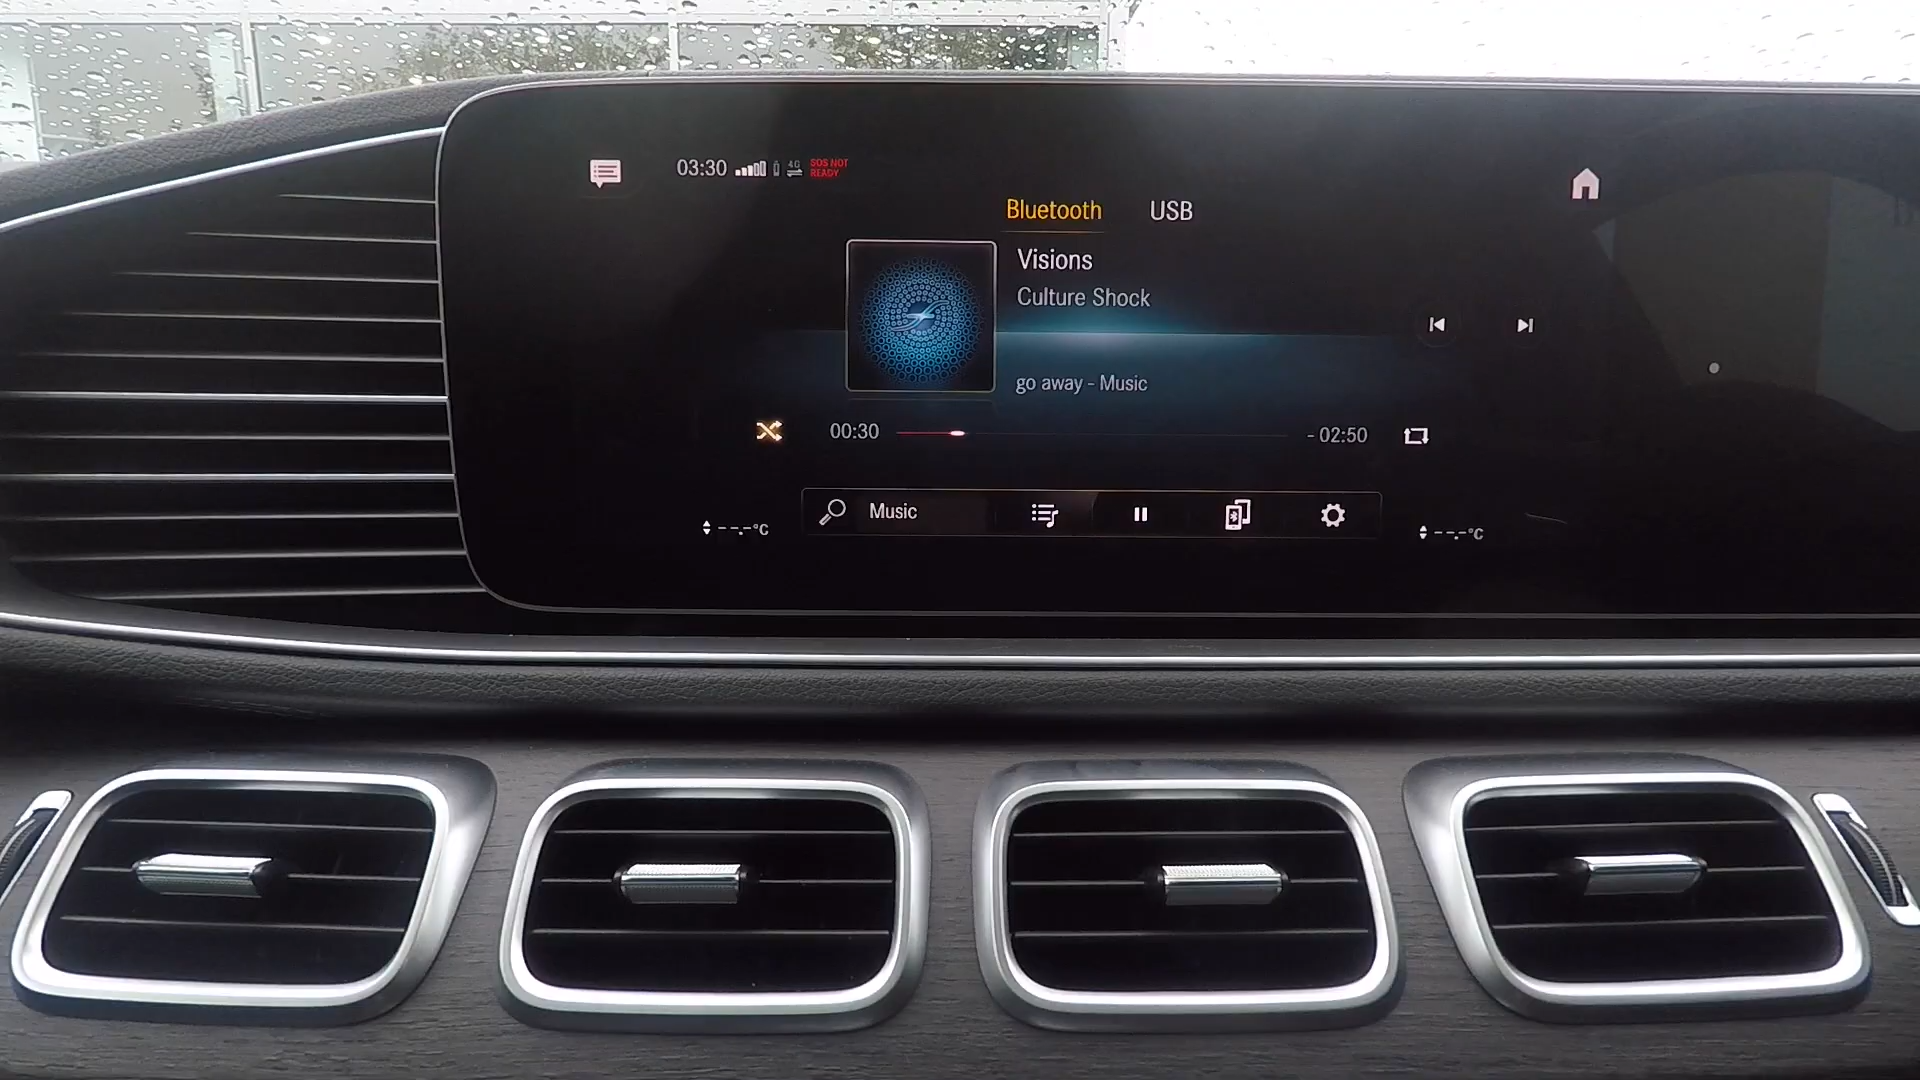 03:30 4G SOS NOT READY
Bluetooth USB
Visions
Culture Shock
go away - Music
00:30 - 02:50
Music
--.-°C --.-°C